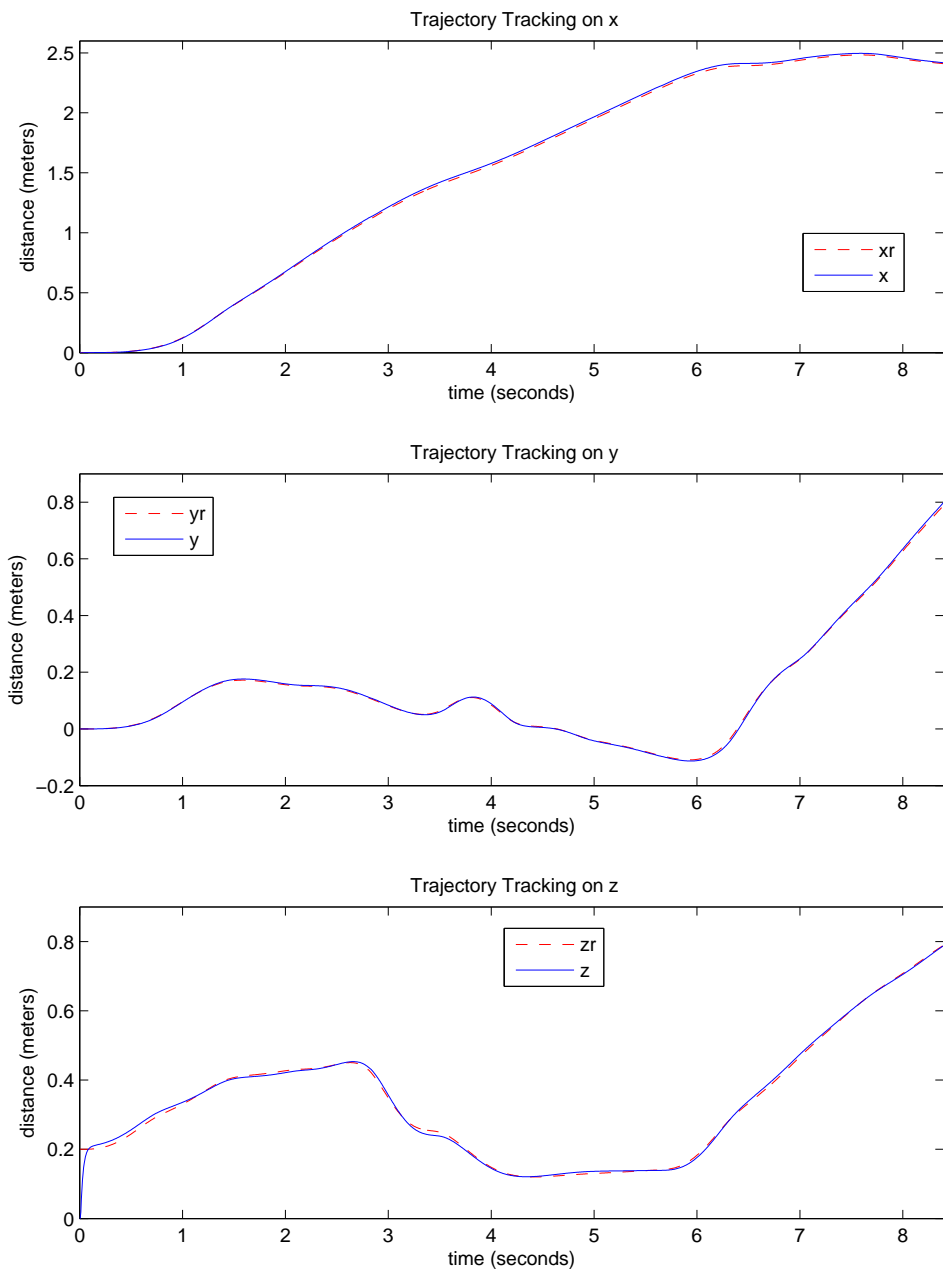 Trajectory Tracking on x
distance (meters)
2.5
2
1.5
1
0.5
0
xr
x
0 1 2 3 4 5 6 7 8
time (seconds)
Trajectory Tracking on y
distance (meters)
0.8
0.6
0.4
0.2
0
−0.2
yr
y
0 1 2 3 4 5 6 7 8
time (seconds)
Trajectory Tracking on z
distance (meters)
0.8
0.6
0.4
0.2
0
zr
z
0 1 2 3 4 5 6 7 8
time (seconds)